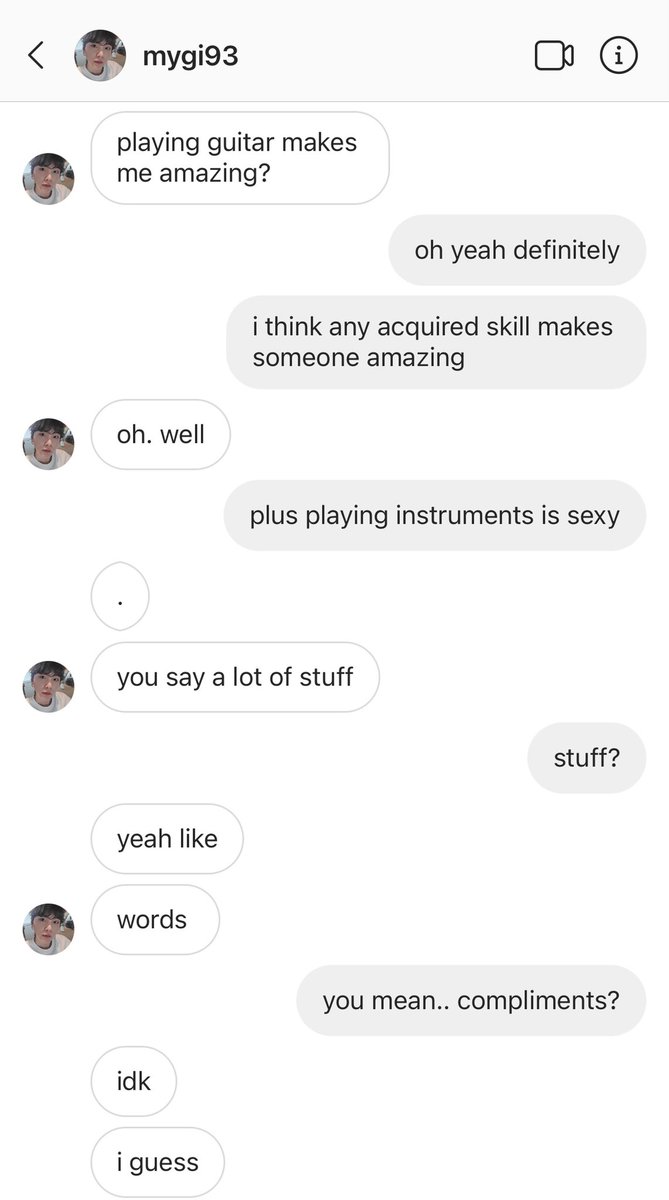 mygi93
playing guitar makes
me amazing?
oh yeah definitely
i think any acquired skill makes
someone amazing
oh. well
plus playing instruments is sexy
.
you say a lot of stuff
stuff?
yeah like
words
you mean.. compliments?
idk
i guess